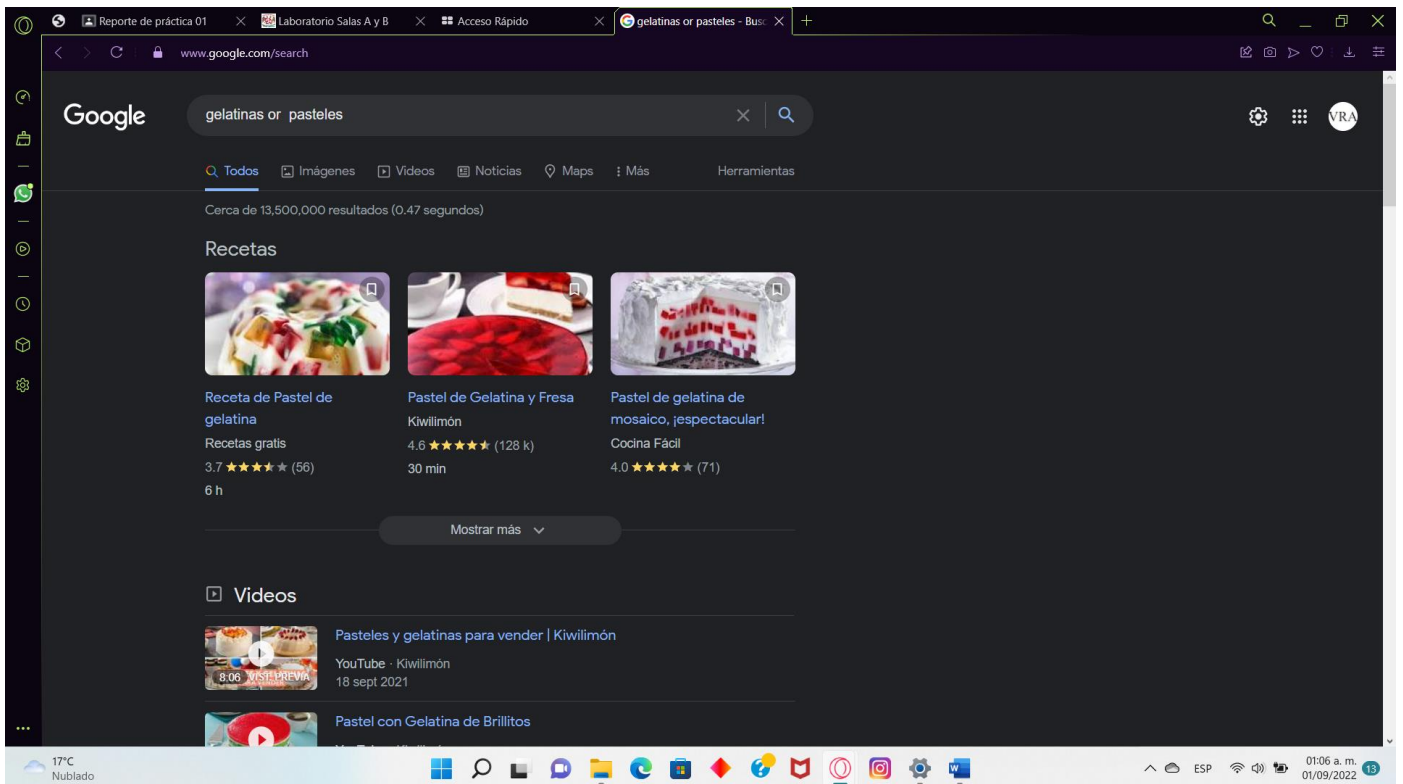 Reporte de práctica 01
Laboratorio Salas A y B
Acceso Rápido
gelatinas or pasteles - Bus
www.google.com/search
Google
gelatinas or pasteles
VRA
Todos
Imágenes
Videos
Noticias
Maps
Más
Herramientas
Cerca de 13,500,000 resultados (0.47 segundos)
Recetas
Receta de Pastel de
gelatina
Recetas gratis
3.7 (56)
6 h
Pastel de Gelatina y Fresa
Kiwilimón
4.6 (128 k)
30 min
Pastel de gelatina de
mosaico, ¡espectacular!
Cocina Fácil
4.0 (71)
Mostrar más
Videos
8:06 VIST PREVIA
Pasteles y gelatinas para vender | Kiwilimón
YouTube · Kiwilimón
18 sept 2021
Pastel con Gelatina de Brillitos
17°C
Nublado
ESP
01:06 a. m.
01/09/2022
13